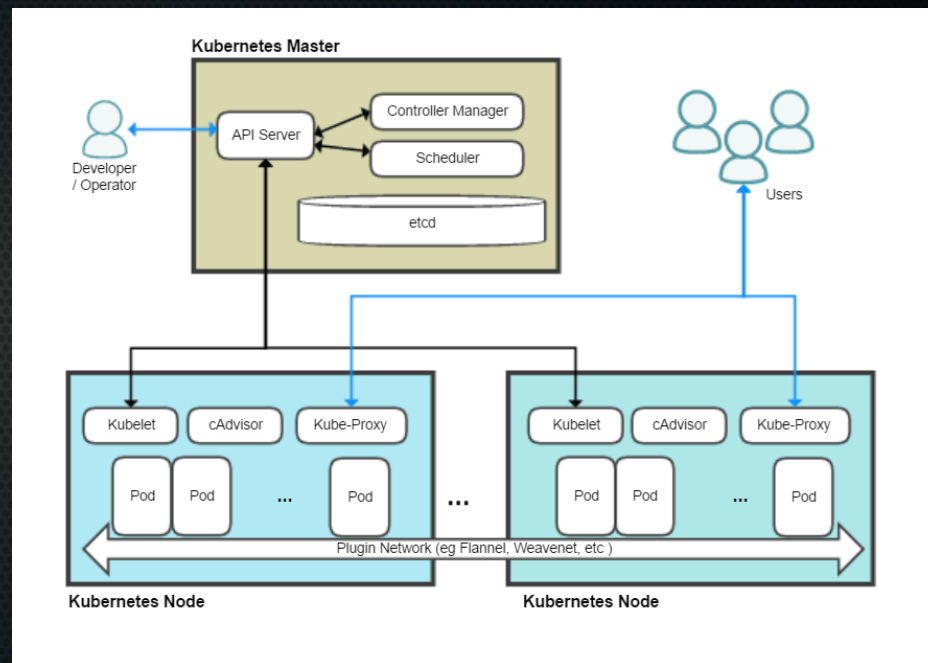 Kubernetes Master
Controller Manager
API Server
Scheduler
Developer
/ Operator
etcd
Users
Kubelet
cAdvisor
Kube-Proxy
Pod
Pod
...
Pod
...
Kubelet
cAdvisor
Kube-Proxy
Pod
Pod
...
Pod
Plugin Network (eg Flannel, Weavenet, etc )
Kubernetes Node
Kubernetes Node